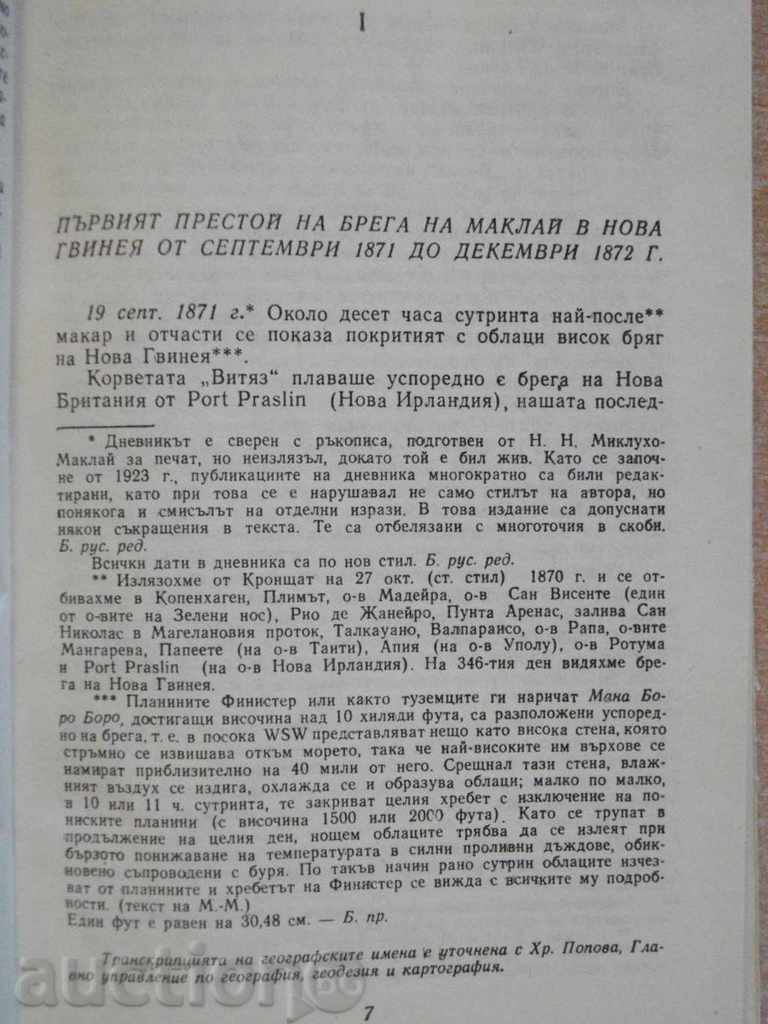 I
ПЪРВИЯТ ПРЕСТОЙ НА БРЕГА НА МАКЛАЙ В НОВА
ГВИНЕЯ ОТ СЕПТЕМВРИ 1871 ДО ДЕКЕМВРИ 1872 Г.
19 септ. 1871 г.* Около десет часа сутринта най-после**
макар и отчасти се показа покритият с облаци висок бряг
на Нова Гвинея***.
Корветата „Витяз“ плаваше успоредно с брега на Нова
Британия от Port Praslin (Нова Ирландия), нашата послед-
* Дневникът е сверен с ръкописа, подготвен от Н. Н. Миклухо-
Маклай за печат, но неизлязъл, докато той е бил жив. Като се започ-
не от 1923 г., публикациите на дневника многократно са били редак-
тирани, като при това се е нарушавал не само стилът на автора, но
понякога и смисълът на отделни изрази. В това издание са допуснати
някои съкращения в текста. Те са отбелязани с многоточия в скоби.
Б. рус. ред.
Всички дати в дневника са по нов стил. Б. рус. ред.
** Излязохме от Кронщат на 27 окт. (ст. стил) 1870 г. и се от-
бивахме в Копенхаген, Плимът, о-в Мадейра, о-в Сан Висенте (един
от о-вите на Зелени нос), Рио де Жанейро, Пунта Аренас, залива Сан
Николас в Магелановия проток, Талкауано, Валпараисо, о-в Рапа, о-вите
Мангарева, Папеете (на о-в Таити), Апия (на о-в Уполу), о-в Ротума
и Port Praslin (на о-в Нова Ирландия). На 346-тия ден видяхме бре-
га на Нова Гвинея.
*** Планините Финистер или както туземците ги наричат Мана Бо-
ро Боро, достигащи височина над 10 хиляди фута, са разположени успоред-
но на брега, т. е. в посока WSW представляват нещо като висока стена, която
стръмно се извишава откъм морето, така че най-високите им върхове се
намират приблизително на 40 мили от него. Срещнал тази стена, влаж-
ният въздух се издига, охлажда се и образува облаци; малко по малко,
в 10 или 11 ч. сутринта, те закриват целия хребет с изключение на по-
ниските планини (с височина 1500 или 2000 фута). Като се трупат в
продължение на целия ден, нощем облаците трябва да се излеят при
бързото понижаване на температурата в силни проливни дъждове, обик-
новено съпроводени с буря. По такъв начин рано сутрин облаците изчез-
ват от планините и хребетът на Финистер се вижда с всичките му подроб-
ности. (текст на М.-М.)
Един фут е равен на 30,48 см. — Б. пр.
Транскрипцията на географските имена е уточнена с Хр. Попова, Гла-
вно управление по география, геодезия и картография.
7